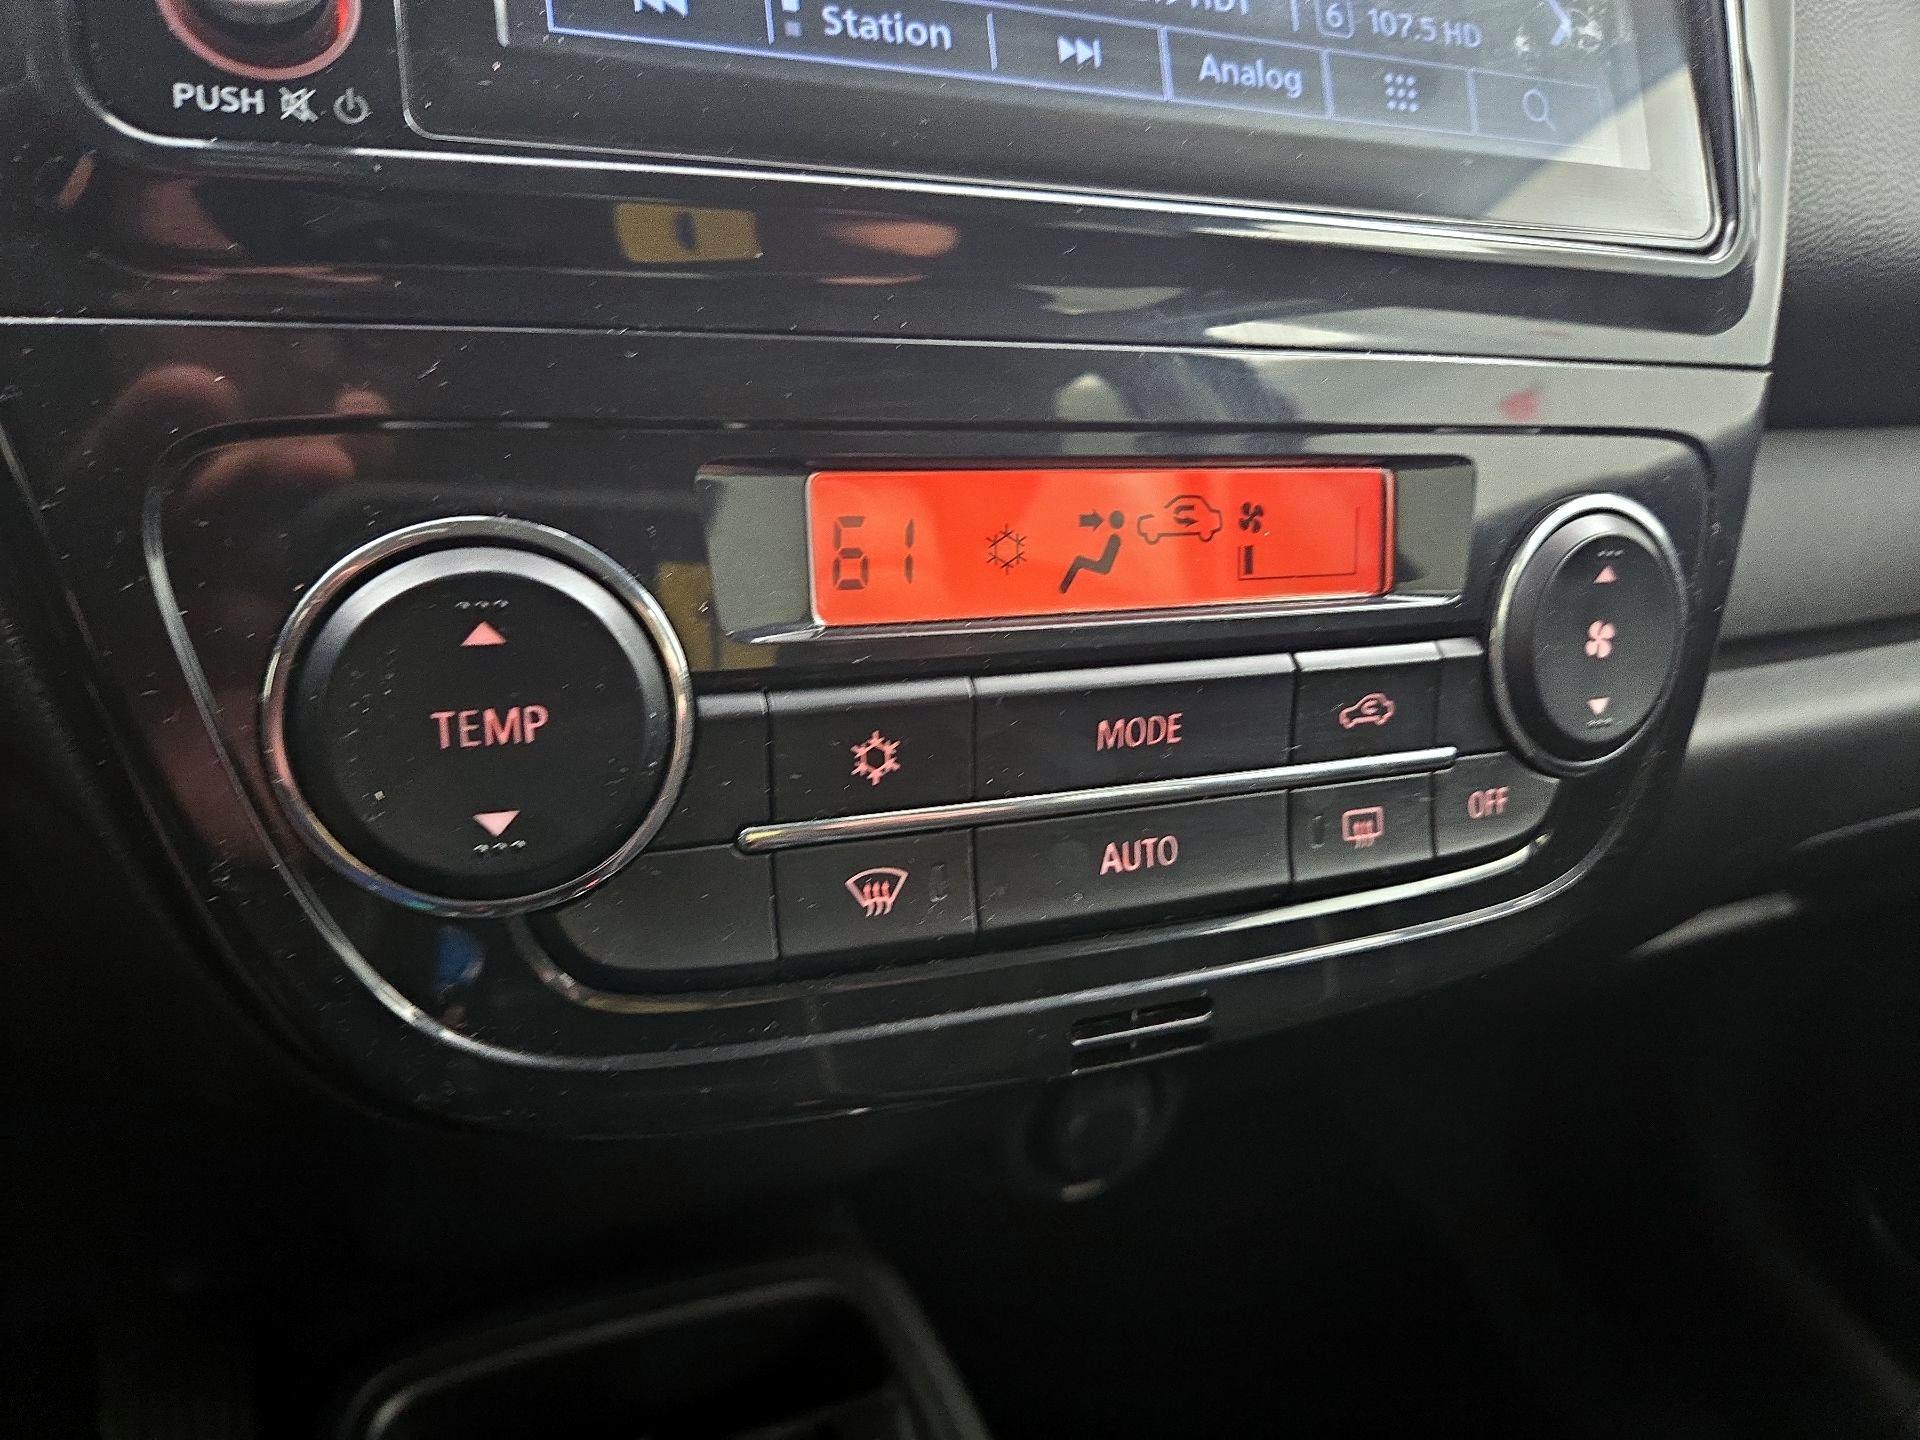 Station
Analog
6 107.5 HD
PUSH
61
TEMP
MODE
AUTO
OFF